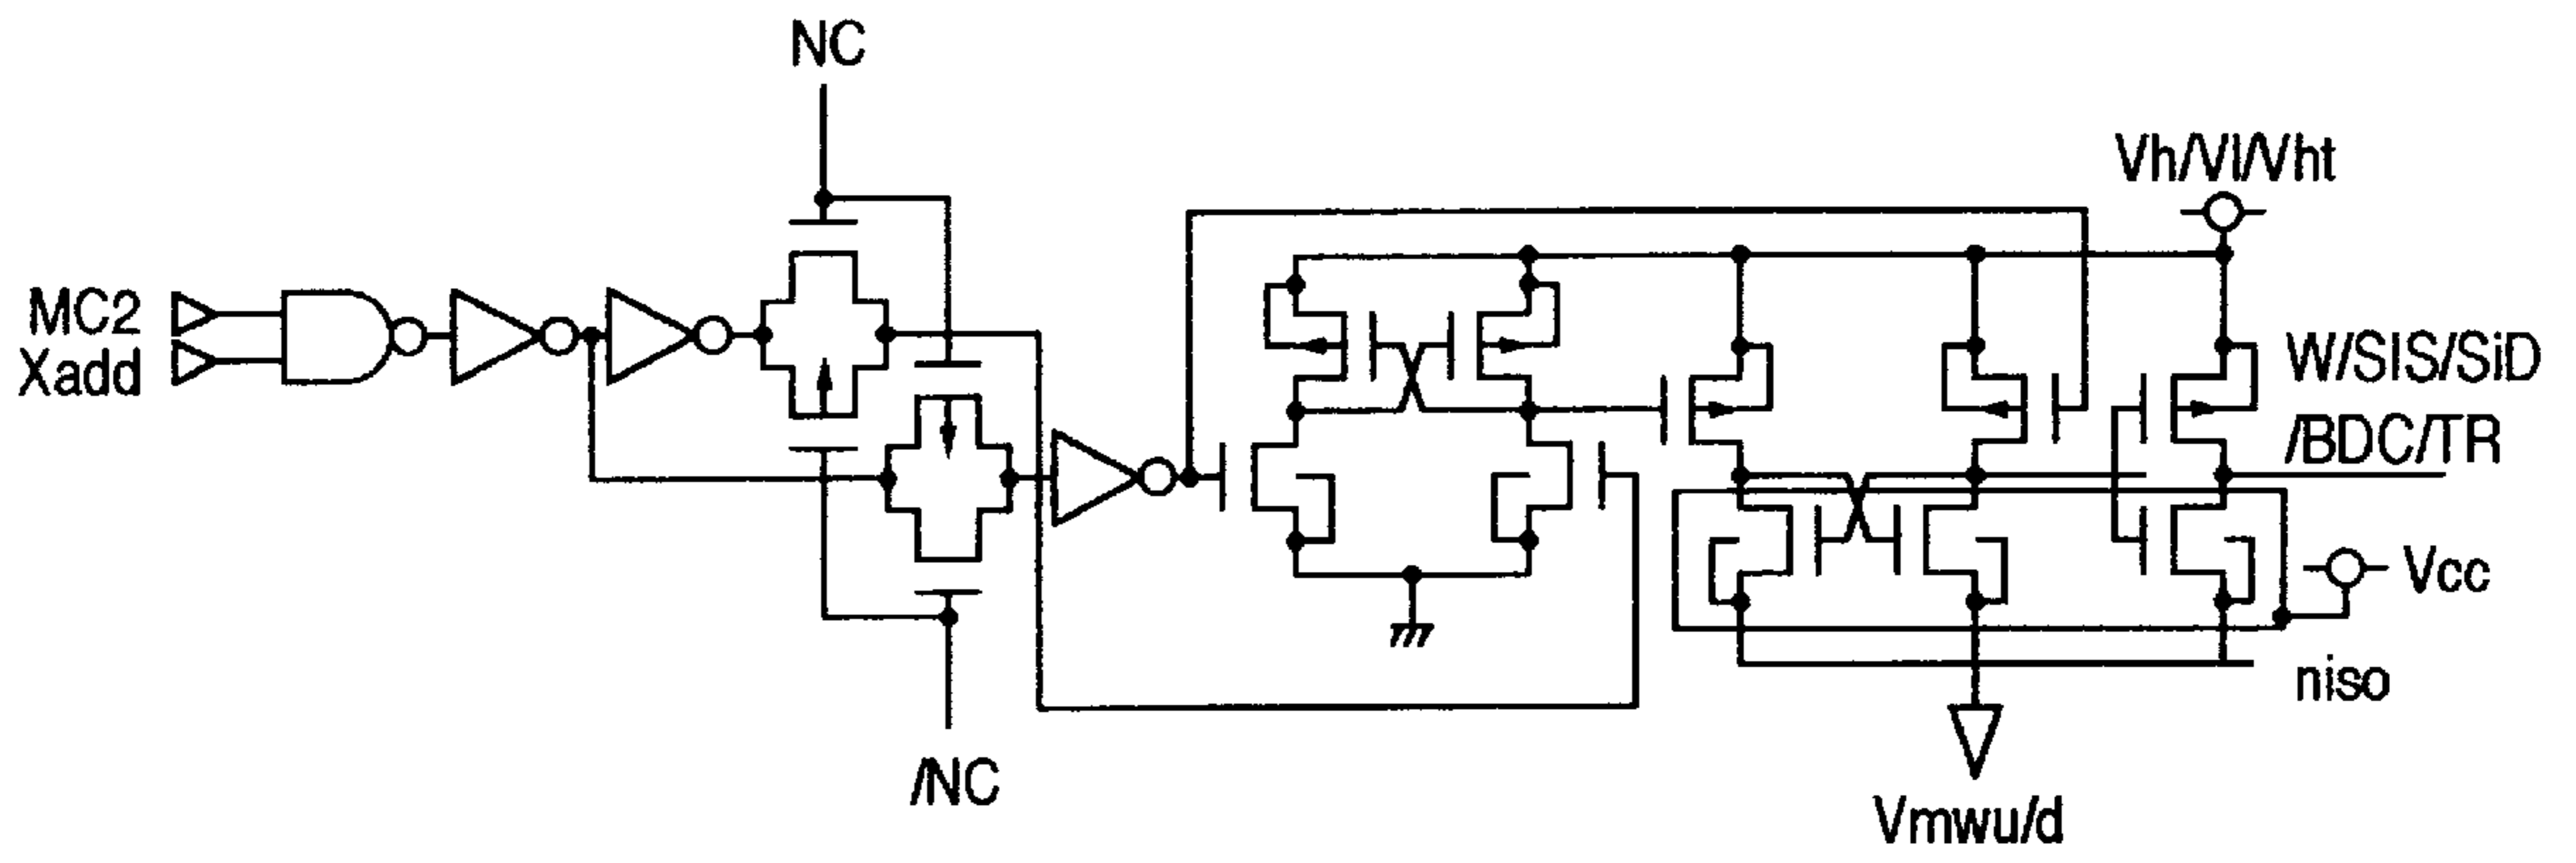 NC
Vh/Vl/Vht
MC2
Xadd
W/SIS/SiD
/BDC/TR
Vcc
niso
/NC
Vmwu/d